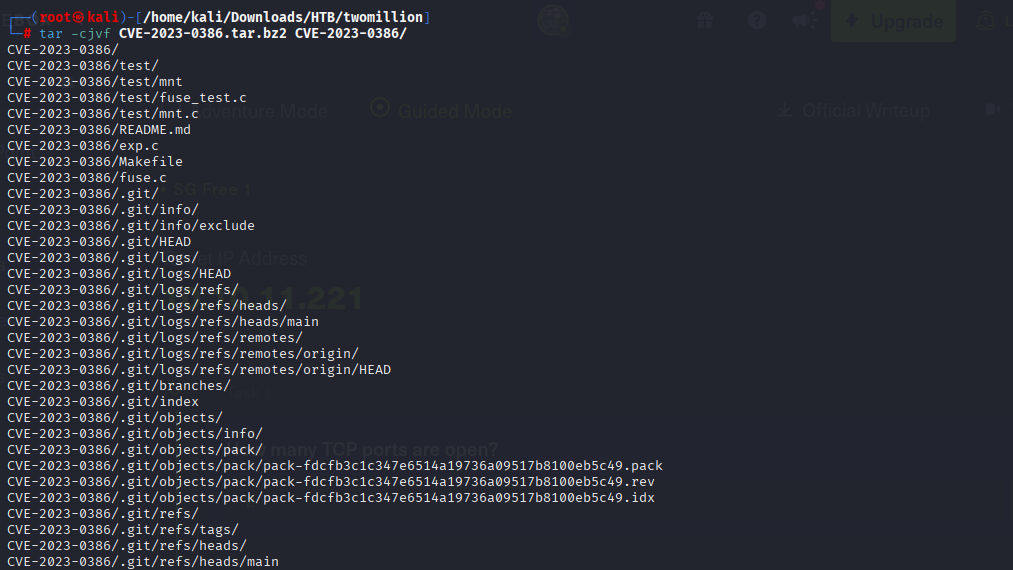 ┌──(root㉿kali)-[/home/kali/Downloads/HTB/twomillion]
└─# tar -cjvf CVE-2023-0386.tar.bz2 CVE-2023-0386/
Upgrade
CVE-2023-0386/
CVE-2023-0386/test/
CVE-2023-0386/test/mnt
CVE-2023-0386/test/fuse_test.c
CVE-2023-0386/test/mnt.c
Adventure Mode
Guided Mode
Official Writeup
CVE-2023-0386/README.md
CVE-2023-0386/exp.c
CVE-2023-0386/Makefile
CVE-2023-0386/fuse.c
CVE-2023-0386/.git/
SG Free 1
CVE-2023-0386/.git/info/
CVE-2023-0386/.git/info/exclude
CVE-2023-0386/.git/HEAD
CVE-2023-0386/.git/logs/
IP Address
CVE-2023-0386/.git/logs/HEAD
CVE-2023-0386/.git/logs/refs/
CVE-2023-0386/.git/logs/refs/heads/
11.221
CVE-2023-0386/.git/logs/refs/heads/main
CVE-2023-0386/.git/logs/refs/remotes/
CVE-2023-0386/.git/logs/refs/remotes/origin/
CVE-2023-0386/.git/logs/refs/remotes/origin/HEAD
CVE-2023-0386/.git/branches/
CVE-2023-0386/.git/index
CVE-2023-0386/.git/objects/
CVE-2023-0386/.git/objects/info/
CVE-2023-0386/.git/objects/pack/
many TCP ports are open?
CVE-2023-0386/.git/objects/pack/pack-fdcfb3c1c347e6514a19736a09517b8100eb5c49.pack
CVE-2023-0386/.git/objects/pack/pack-fdcfb3c1c347e6514a19736a09517b8100eb5c49.rev
CVE-2023-0386/.git/objects/pack/pack-fdcfb3c1c347e6514a19736a09517b8100eb5c49.idx
CVE-2023-0386/.git/refs/
CVE-2023-0386/.git/refs/tags/
CVE-2023-0386/.git/refs/heads/
CVE-2023-0386/.git/refs/heads/main